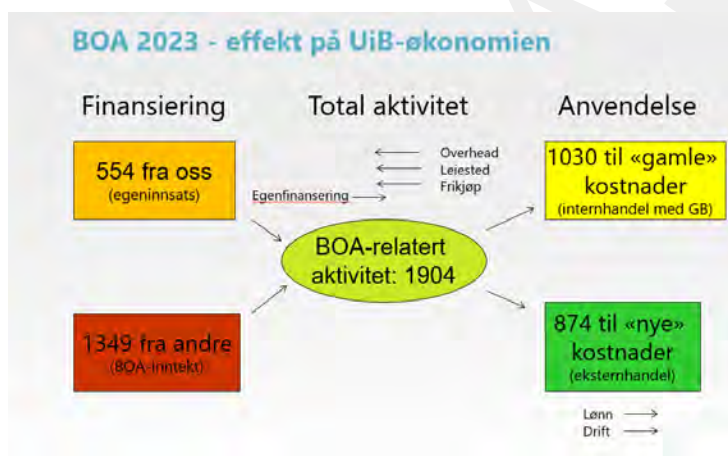 BOA 2023 - effekt på UiB-økonomien
Finansiering
Total aktivitet
Anvendelse
554 fra oss
(egeninnsats)
Overhead
Leiested
Frikjøp
Egenfinansering
1030 til «gamle»
kostnader
(internhandel med GB)
BOA-relatert
aktivitet: 1904
1349 fra andre
(BOA-inntekt)
874 til «nye»
kostnader
(eksternhandel)
Lønn
Drift